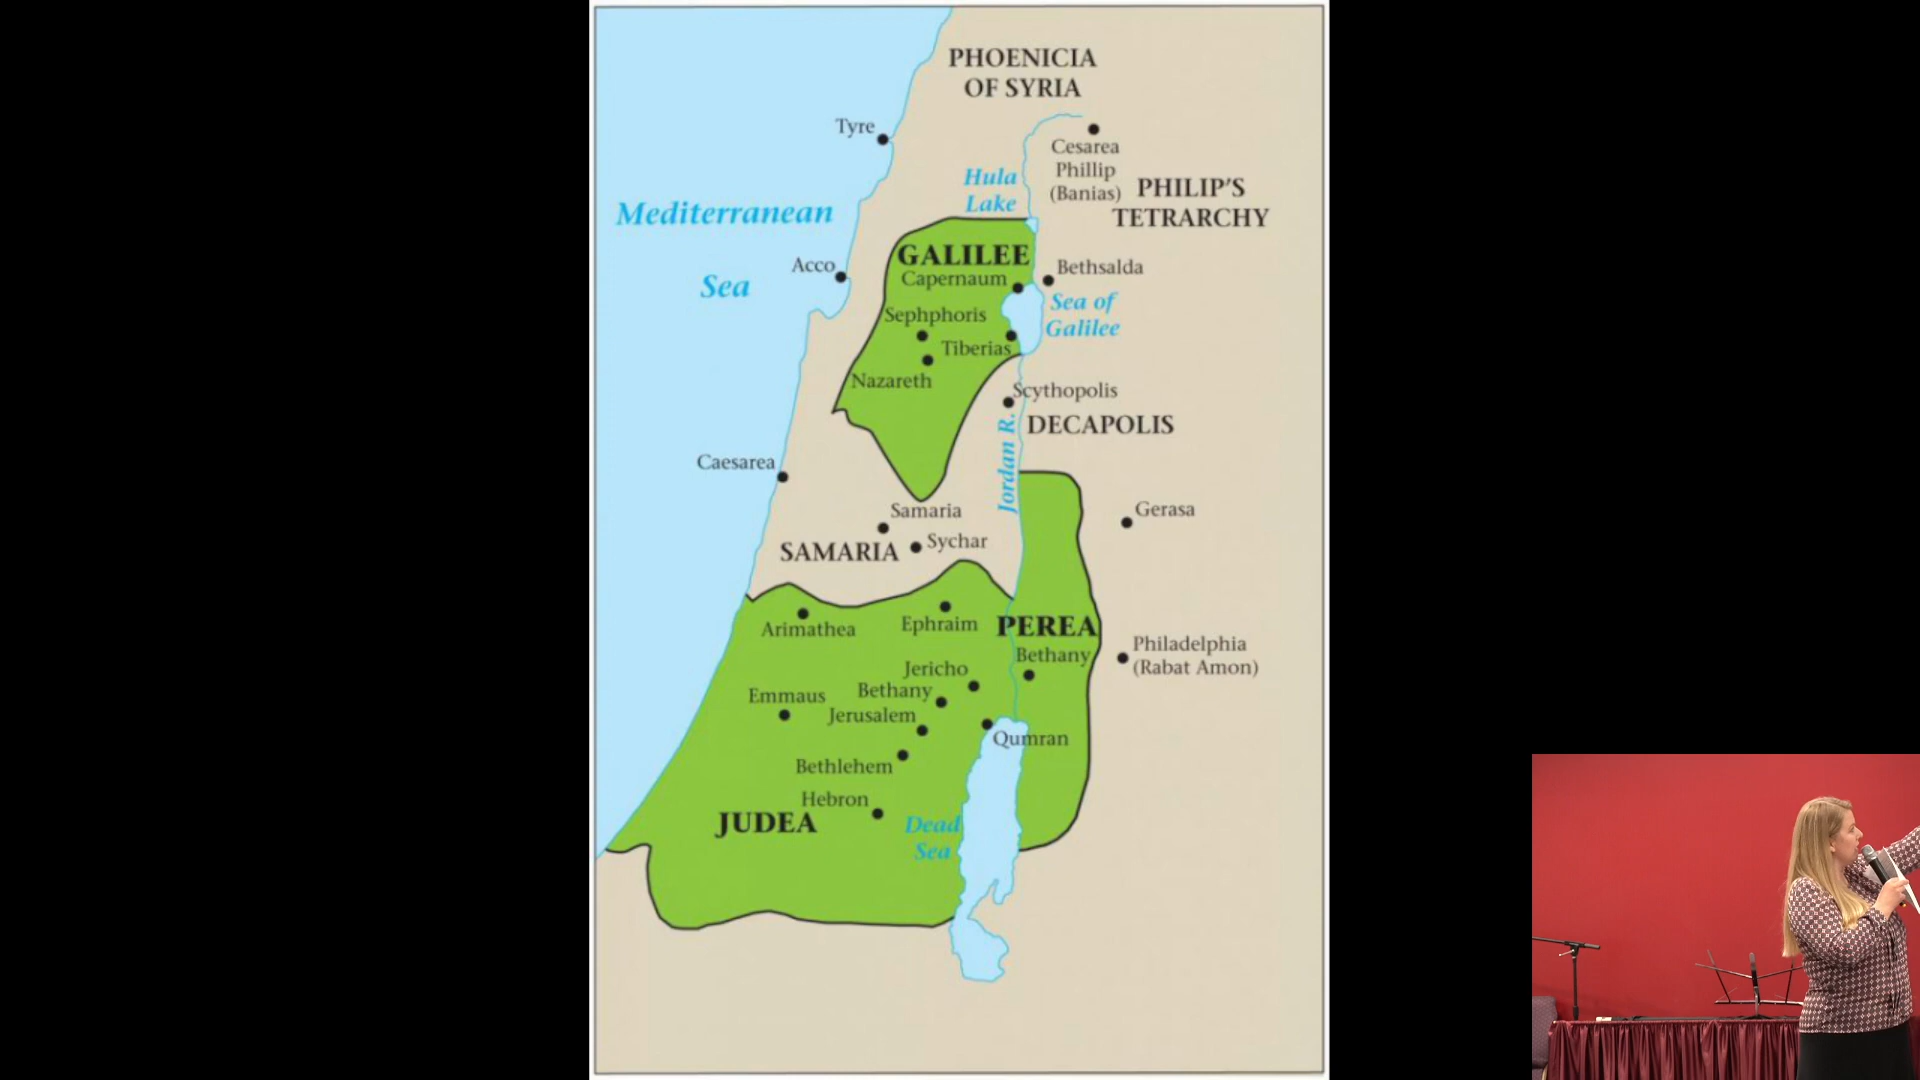 PHOENICIA
OF SYRIA
Tyre
Cesarea
Phillip
(Banias)
Hula
Lake
PHILIP'S
TETRARCHY
Mediterranean
Sea
GALILEE
Acco
Capernaum
Bethsalda
Sea of
Galilee
Sephphoris
Tiberias
Nazareth
Scythopolis
DECAPOLIS
Jordan R.
Caesarea
Samaria
Gerasa
SAMARIA
Sychar
Arimathea
Ephraim
PEREA
Bethany
Philadelphia
(Rabat Amon)
Jericho
Emmaus
Bethany
Jerusalem
Qumran
Bethlehem
Hebron
JUDEA
Dead
Sea